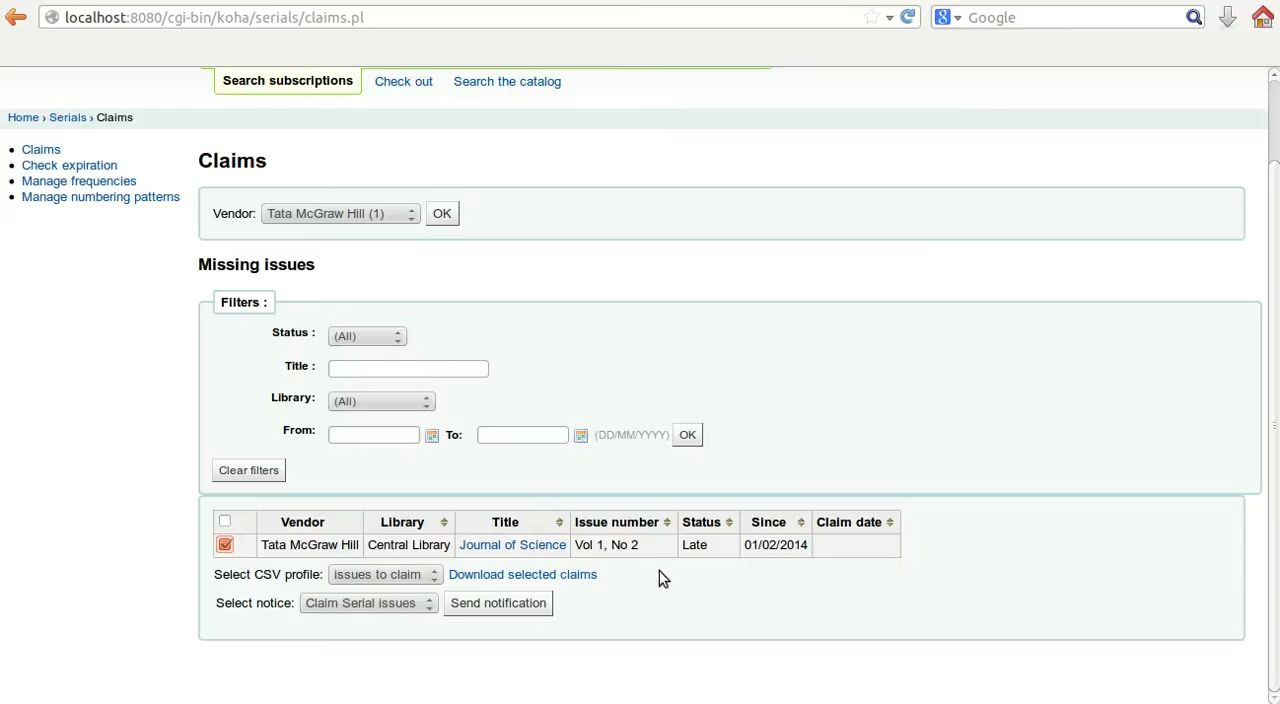 localhost:8080/cgi-bin/koha/serials/claims.pl
Google
Search subscriptions Check out Search the catalog
Home › Serials › Claims
Claims
Check expiration
Manage frequencies
Manage numbering patterns
Claims
Vendor: Tata McGraw Hill (1) OK
Missing issues
Filters :
Status : (All)
Title :
Library: (All)
From: To: (DD/MM/YYYY) OK
Clear filters
Vendor Library Title Issue number Status Since Claim date
Tata McGraw Hill Central Library Journal of Science Vol 1, No 2 Late 01/02/2014
Select CSV profile: issues to claim Download selected claims
Select notice: Claim Serial issues Send notification